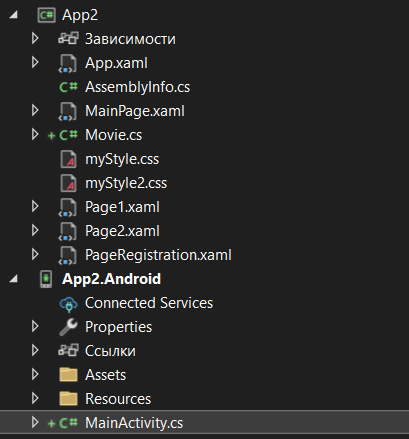 App2
Зависимости
App.xaml
AssemblyInfo.cs
MainPage.xaml
+ C# Movie.cs
myStyle.css
myStyle2.css
Page1.xaml
Page2.xaml
PageRegistration.xaml
App2.Android
Connected Services
Properties
Ссылки
Assets
Resources
+ C# MainActivity.cs